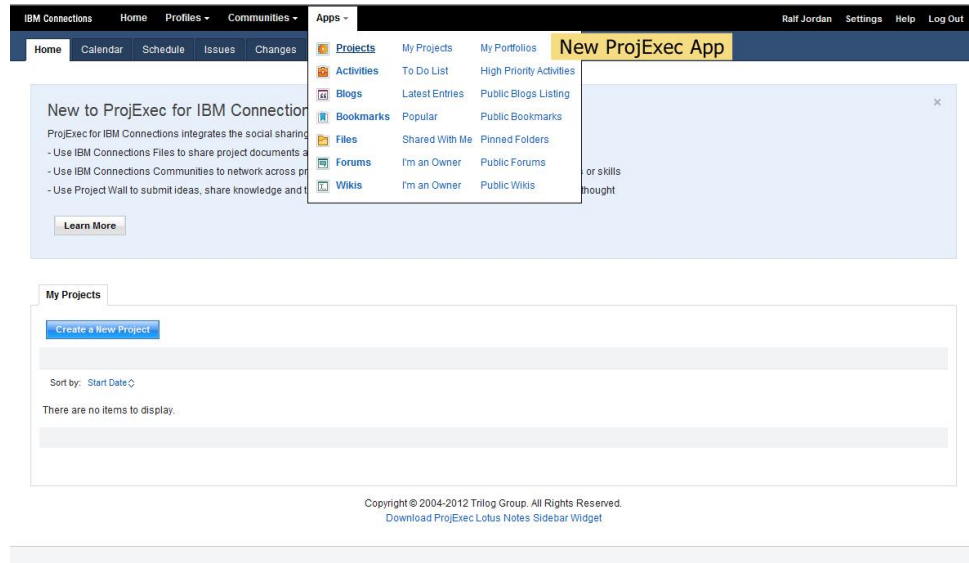 IBM Connections Home Profiles Communities Apps Ralf Jordan Settings Help Log Out
Home Calendar Schedule Issues Changes
Projects My Projects My Portfolios New ProjExec App
Activities To Do List High Priority Activities
Blogs Latest Entries Public Blogs Listing
Bookmarks Popular Public Bookmarks
Files Shared With Me Pinned Folders
Forums I'm an Owner Public Forums
Wikis I'm an Owner Public Wikis
New to ProjExec for IBM Connection
ProjExec for IBM Connections integrates the social sharing
- Use IBM Connections Files to share project documents a
- Use IBM Connections Communities to network across pr s or skills
- Use Project Wall to submit ideas, share knowledge and t thought
Learn More
My Projects
Create a New Project
Sort by: Start Date
There are no items to display.
Copyright © 2004-2012 Trilog Group. All Rights Reserved.
Download ProjExec Lotus Notes Sidebar Widget